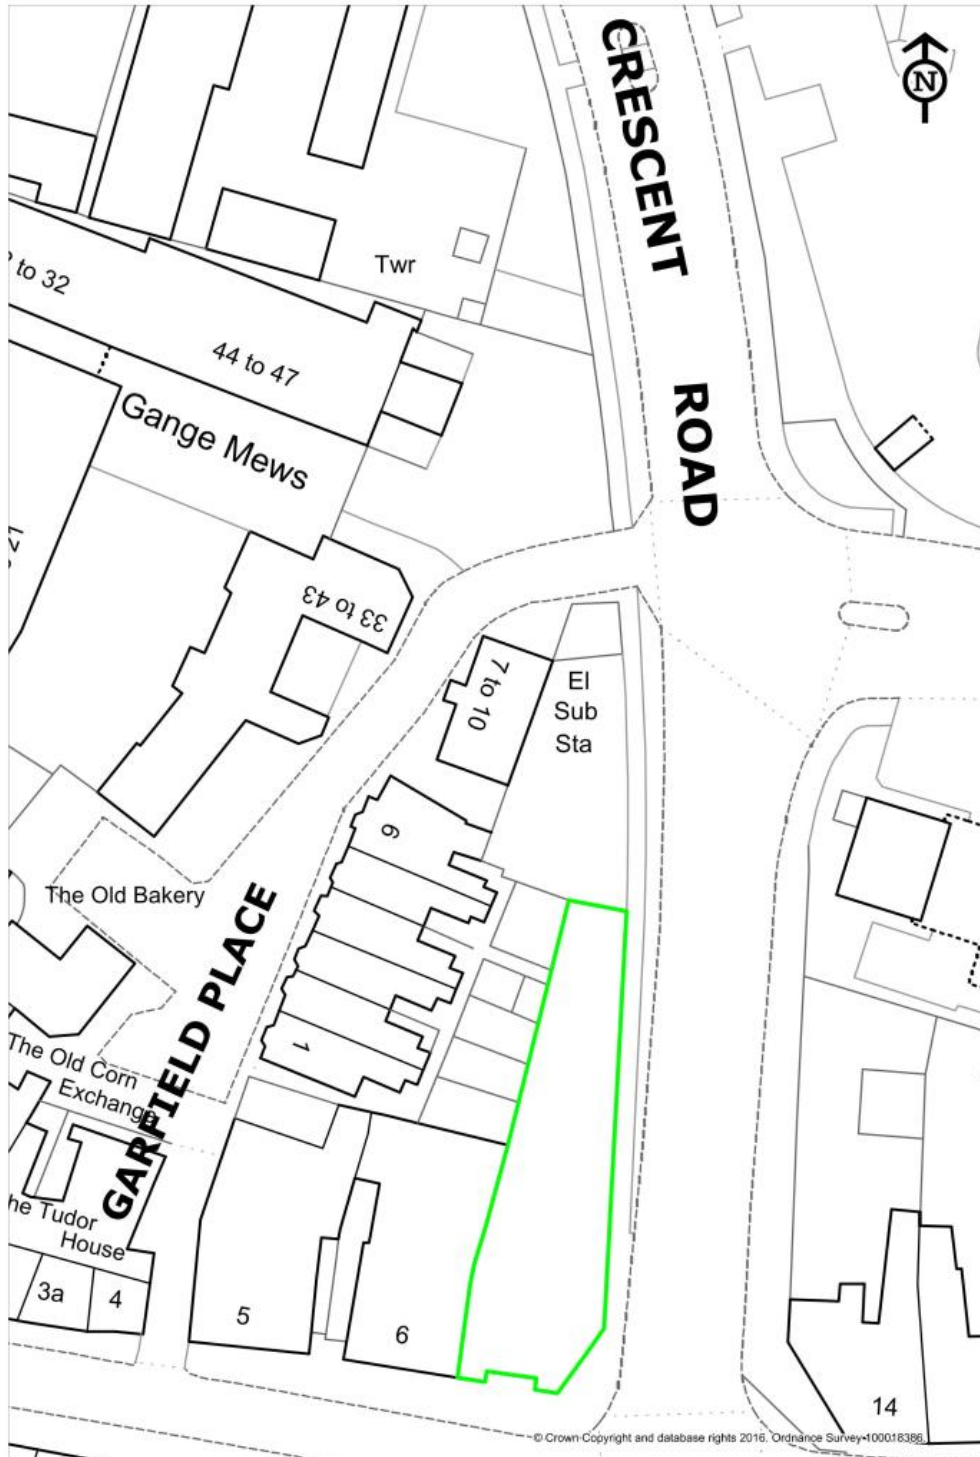 CRESCENT
ROAD
N
Twr
to 32
44 to 47
Gange Mews
33 to 43
7 to 10
El
Sub
Sta
6
The Old Bakery
GARFIELD PLACE
1
The Old Corn
Exchange
he Tudor
House
3a
4
5
6
14
© Crown Copyright and database rights 2016. Ordnance Survey 100018386.